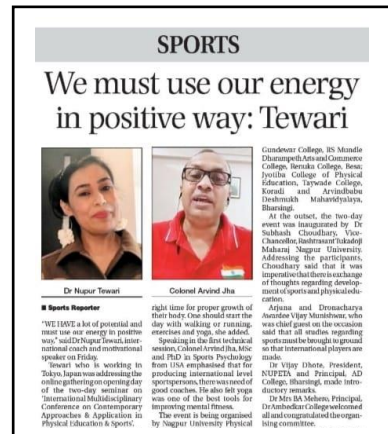 SPORTS
We must use our energy
in positive way: Tewari
Dr Nupur Tewari
Colonel Arvind Jha
■ Sports Reporter
"WE HAVE a lot of potential and
must use our energy in positive
way," said Dr Nupur Tewari, inter-
national coach and motivational
speaker on Friday.
Tewari who is working in
Tokyo, Japan was addressing the
online gathering on opening day
of the two-day seminar on
'International Multidisciplinary
Conference on Contemporary
Approaches & Application in
Physical Education & Sports'.
right time for proper growth of
their body. One should start the
day with walking or running,
exercises and yoga, she added.
Speaking in the first technical
session, Colonel Arvind Jha, MSc
and PhD in Sports Psychology
from USA emphasised that for
producing international level
sportspersons, there was need of
good coaches. He also felt yoga
was one of the best tools for
improving mental fitness.
The event is being organised
by Nagpur University Physical
Gundewar College, RS Mundle
Dharampeth Arts and Commerce
College, Renuka College, Besa;
Jyotiba College of Physical
Education, Taywade College,
Koradi and Arvindbabu
Deshmukh Mahavidyalaya,
Bharsingi.
At the outset, the two-day
event was inaugurated by Dr
Subhash Choudhary, Vice-
Chancellor, Rashtrasant Tukadoji
Maharaj Nagpur University.
Addressing the participants,
Choudhary said that it was
imperative that there is exchange
of thoughts regarding develop-
ment of sports and physical edu-
cation.
Arjuna and Dronacharya
Awardee Vijay Munishwar, who
was chief guest on the occasion
said that all studies regarding
sports must be brought to ground
so that international players are
made.
Dr Vijay Dhote, President,
NUPETA and Principal, AD
College, Bharsingi, made intro-
ductory remarks.
Dr Mrs BA Mehere, Principal,
Dr Ambedkar College welcomed
all and congratulated the organ-
ising committee.